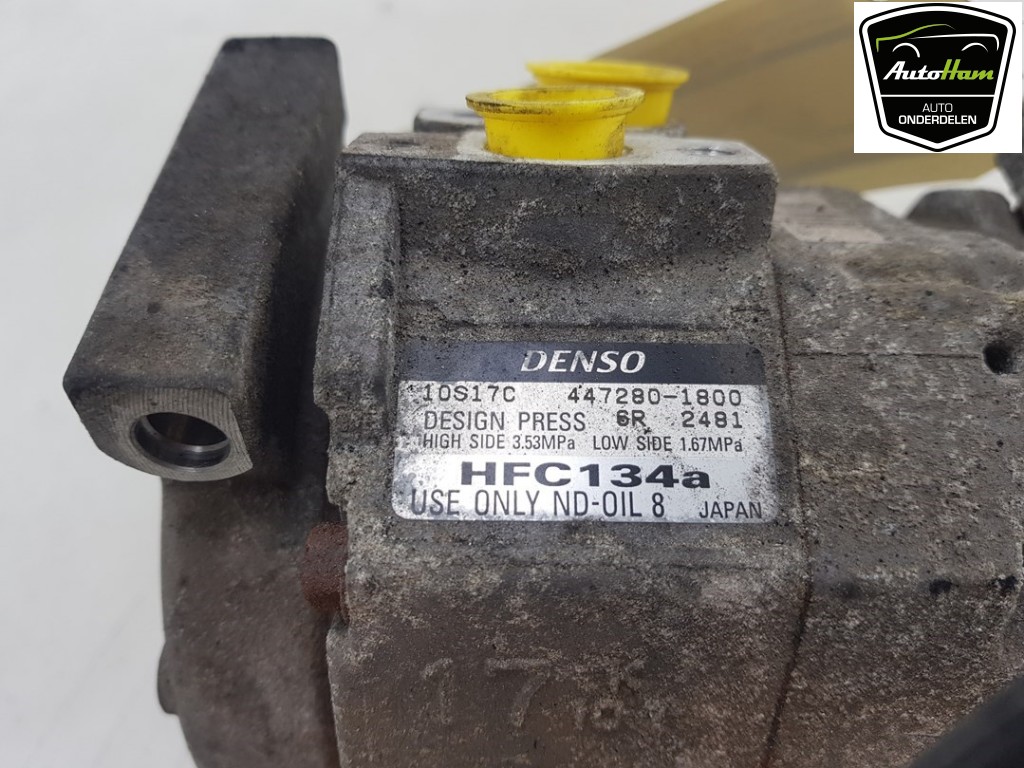 AutoHam
AUTO
ONDERDELEN
DENSO
10S17C 447280-1800
DESIGN PRESS 6R 2481
HIGH SIDE 3.53MPa LOW SIDE 1.67MPa
HFC134a
USE ONLY ND-OIL 8 JAPAN